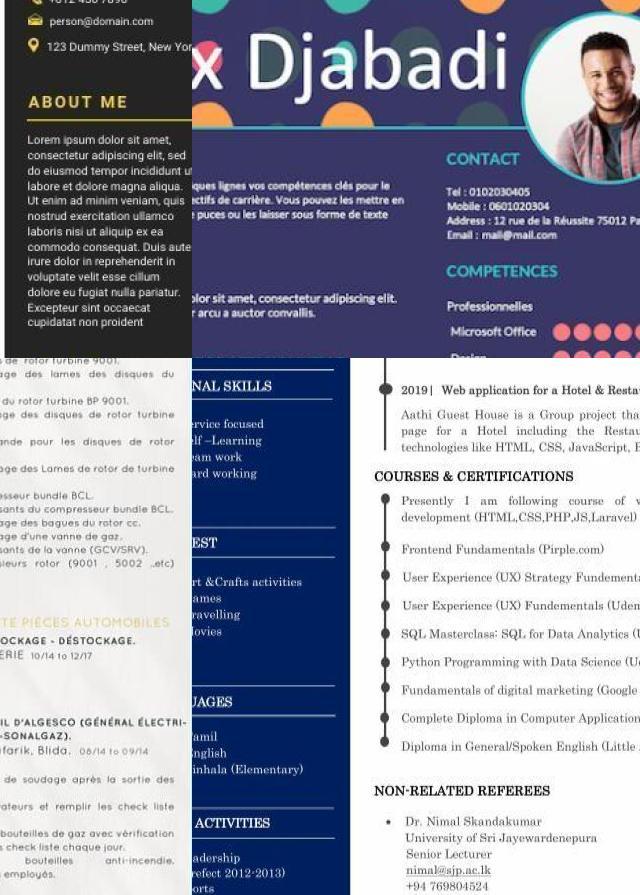 person@domain.com
123 Dummy Street, New Yor
ABOUT ME
Lorem ipsum dolor sit amet,
consectetur adipiscing elit, sed
do eiusmod tempor incididunt ut
labore et dolore magna aliqua.
Ut enim ad minim veniam, quis
nostrud exercitation ullamco
laboris nisi ut aliquip ex ea
commodo consequat. Duis aute
irure dolor in reprehenderit in
voluptate velit esse cillum
dolore eu fugiat nulla pariatur.
Excepteur sint occaecat
cupidatat non proident
x Djabadi
ques lignes vos compétences clés pour le
ectifs de carrière. Vous pouvez les mettre en
puces ou les laisser sous forme de texte
olor sit amet, consectetur adipiscing elit.
r arcu a auctor convallis.
CONTACT
Tel : 0102030405
Mobile : 0601020304
Address : 12 rue de la Réussite 75012 Pa
Email : mail@mail.com
COMPETENCES
Professionnelles
Microsoft Office
s de rotor turbine 9001.
age des lames des disques du
du rotor turbine BP 9001.
ge des disques de rotor turbine
ande pour les disques de rotor
age des Lames de rotor de turbine
esseur bundle BCL.
sants du compresseur bundle BCL.
age des bagues du rotor cc.
age d'une vanne de gaz.
sants de la vanne (GCV/SRV).
sieurs rotor (9001 , 5002 ..etc)
TE PIÈCES AUTOMOBILES
OCKAGE - DÉSTOCKAGE.
ERIE 10/14 to 12/17
IL D'ALGESCO (GÉNÉRAL ÉLECTRI-
-SONALGAZ).
ufarik, Blida. 08/14 to 09/14
de soudage après la sortie des
rateurs et remplir les check liste
bouteilles de gaz avec vérification
s check liste chaque jour.
bouteilles anti-incendie.
s employés.
NAL SKILLS
ervice focused
elf –Learning
eam work
ard working
EST
rt &Crafts activities
ames
ravelling
ovies
UAGES
amil
nglish
inhala (Elementary)
ACTIVITIES
adership
refect 2012-2013)
orts
2019| Web application for a Hotel & Resta
Aathi Guest House is a Group project tha
page for a Hotel including the Restau
technologies like HTML, CSS, JavaScript, B
COURSES & CERTIFICATIONS
Presently I am following course of w
development (HTML,CSS,PHP,JS,Laravel)
Frontend Fundamentals (Pirple.com)
User Experience (UX) Strategy Fundamenta
User Experience (UX) Fundementals (Udem
SQL Masterclass: SQL for Data Analytics (U
Python Programming with Data Science (Ud
Fundamentals of digital marketing (Google
Complete Diploma in Computer Application
Diploma in General/Spoken English (Little
NON-RELATED REFEREES
• Dr. Nimal Skandakumar
University of Sri Jayewardenepura
Senior Lecturer
nimal@sjp.ac.lk
+94 769804524